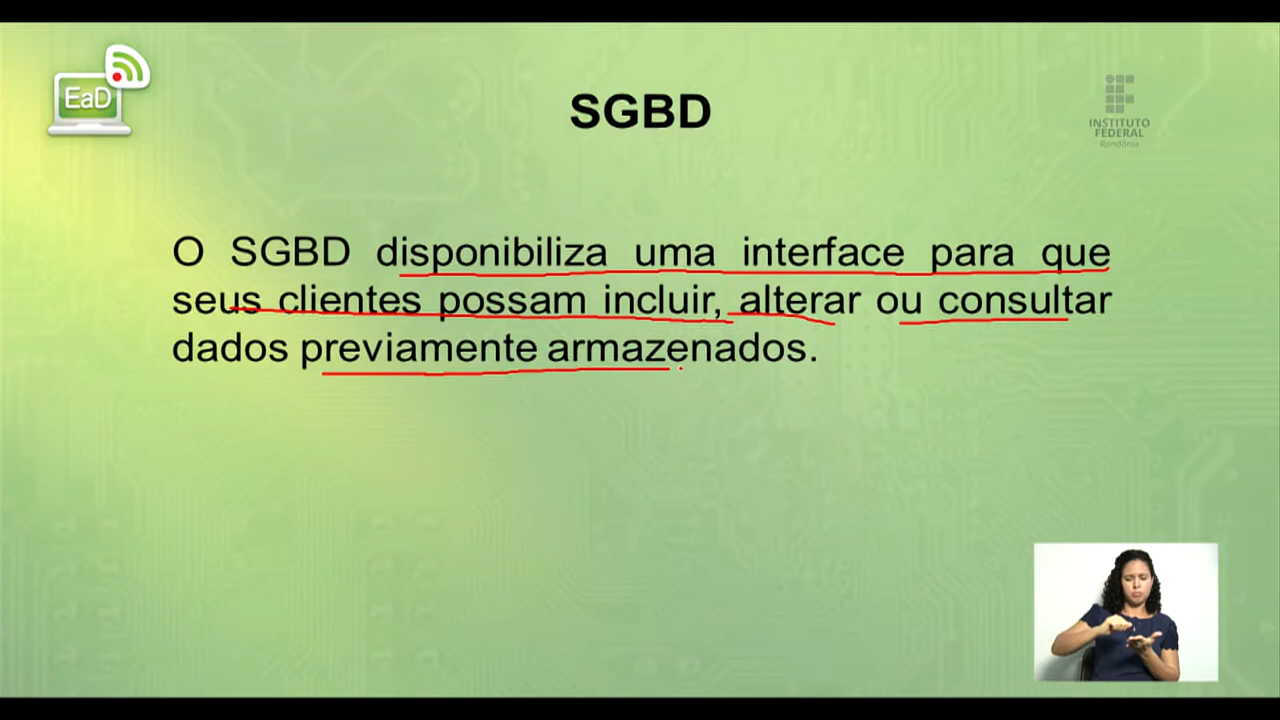 EaD
SGBD
INSTITUTO
FEDERAL
Rondônia
O SGBD disponibiliza uma interface para que
seus clientes possam incluir, alterar ou consultar
dados previamente armazenados.